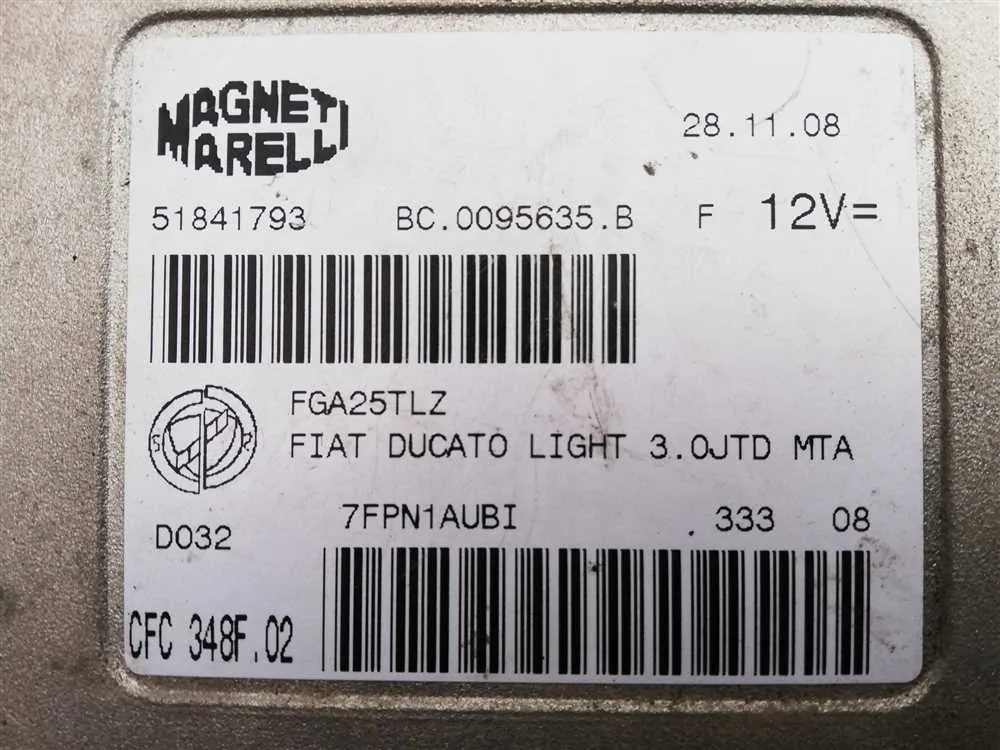 MAGNETI
MARELLI
28.11.08
51841793 BC.0095635.B F 12V=
FGA25TLZ
FIAT DUCATO LIGHT 3.0JTD MTA
S R
7FPN1AUBI .333 08
D032
CFC 348F.02